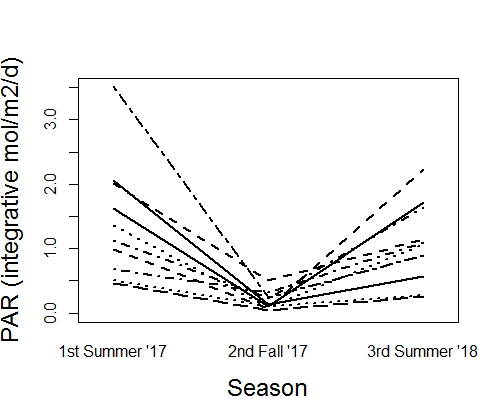 PAR (integrative mol/m2/d)
3.0
2.0
1.0
0.0
1st Summer '17 2nd Fall '17 3rd Summer '18
Season